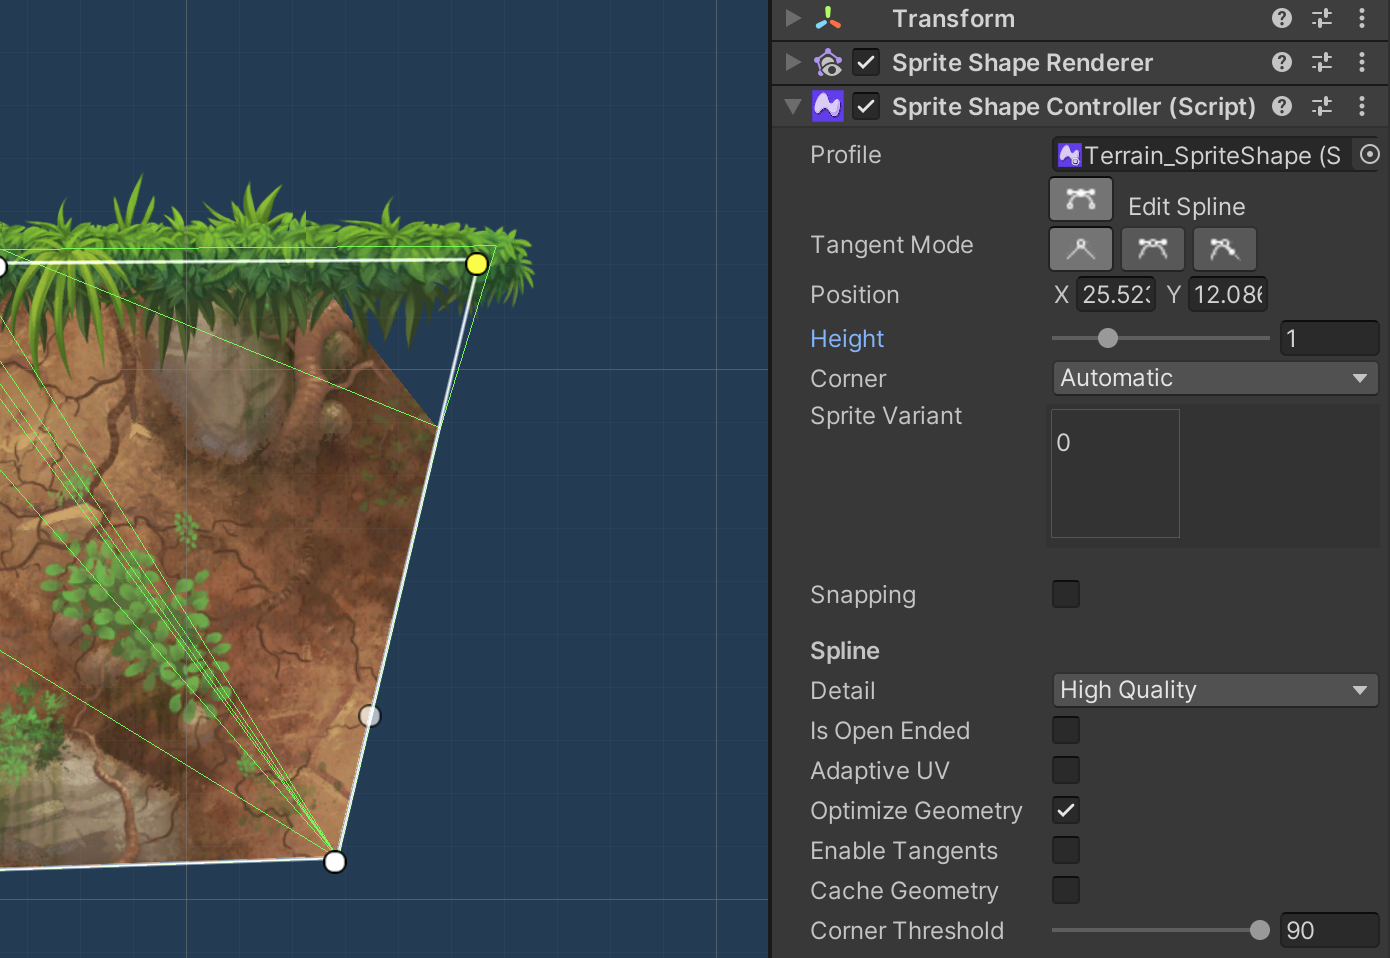 Transform
Sprite Shape Renderer
Sprite Shape Controller (Script)
Profile Terrain_SpriteShape (S
Edit Spline
Tangent Mode
Position X 25.52 Y 12.08
Height 1
Corner Automatic
Sprite Variant
0
Snapping
Spline
Detail High Quality
Is Open Ended
Adaptive UV
Optimize Geometry
Enable Tangents
Cache Geometry
Corner Threshold 90